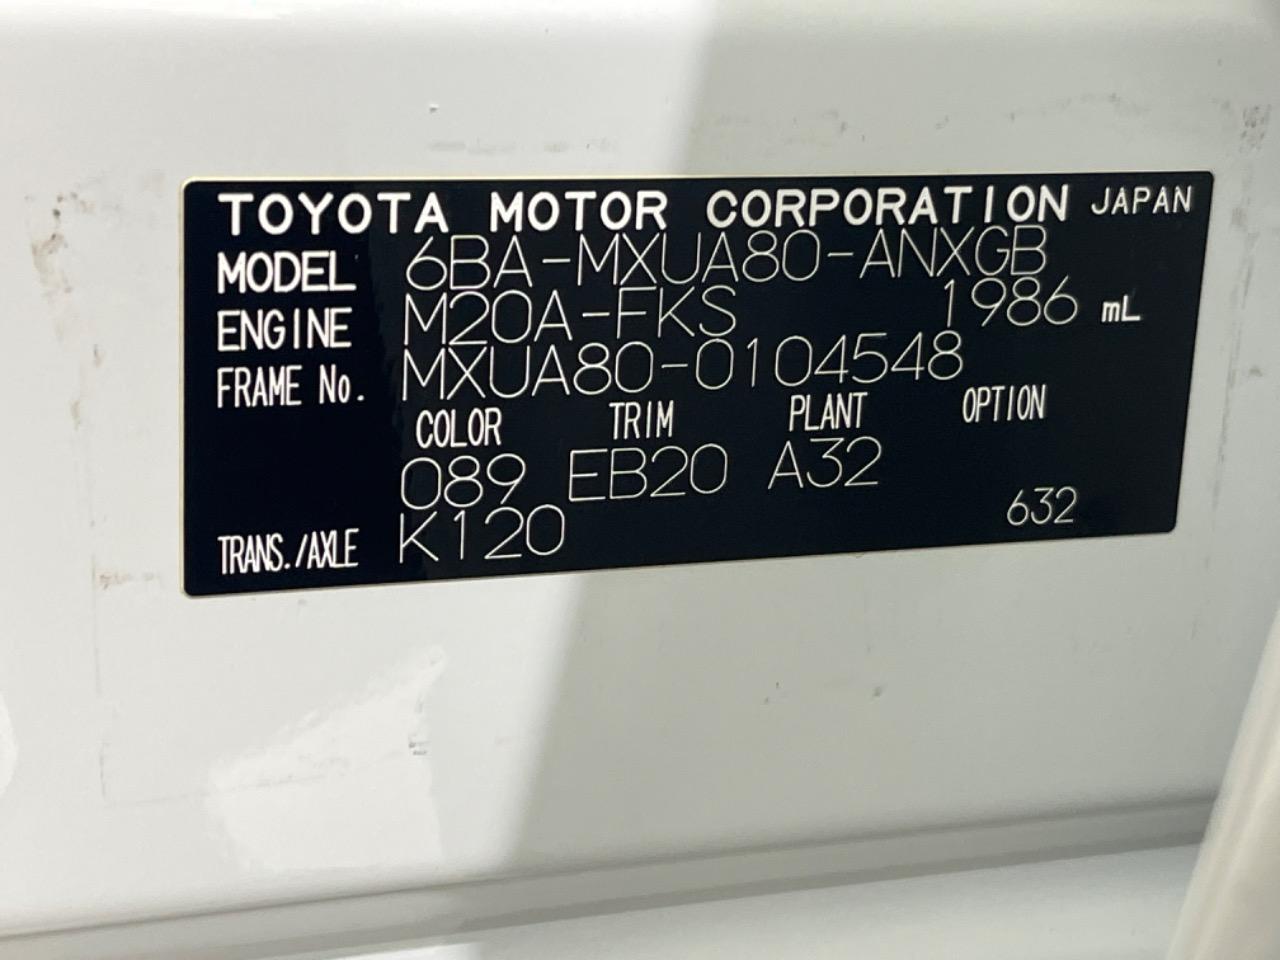 TOYOTA MOTOR CORPORATION JAPAN
MODEL 6BA-MXUA80-ANXGB
ENGINE M20A-FKS 1986 mL
FRAME No. MXUA80-0104548
COLOR TRIM PLANT OPTION
089 EB20 A32
TRANS./AXLE K120 632